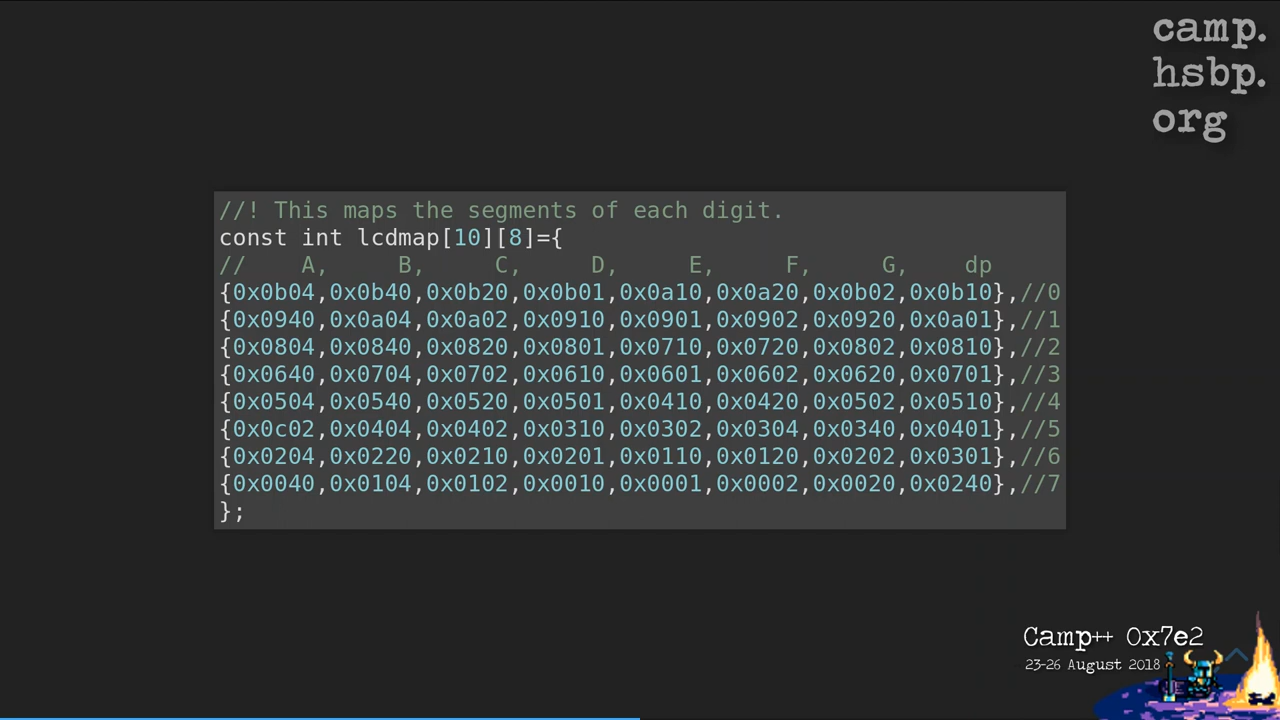 camp.
hsbp.
org
//! This maps the segments of each digit.
const int lcdmap[10][8]={
//    A,     B,      C,      D,      E,     F,      G,    dp
{0x0b04,0x0b40,0x0b20,0x0b01,0x0a10,0x0a20,0x0b02,0x0b10},//0
{0x0940,0x0a04,0x0a02,0x0910,0x0901,0x0902,0x0920,0x0a01},//1
{0x0804,0x0840,0x0820,0x0801,0x0710,0x0720,0x0802,0x0810},//2
{0x0640,0x0704,0x0702,0x0610,0x0601,0x0602,0x0620,0x0701},//3
{0x0504,0x0540,0x0520,0x0501,0x0410,0x0420,0x0502,0x0510},//4
{0x0c02,0x0404,0x0402,0x0310,0x0302,0x0304,0x0340,0x0401},//5
{0x0204,0x0220,0x0210,0x0201,0x0110,0x0120,0x0202,0x0301},//6
{0x0040,0x0104,0x0102,0x0010,0x0001,0x0002,0x0020,0x0240},//7
};
Camp++ 0x7e2
23-26 August 2018